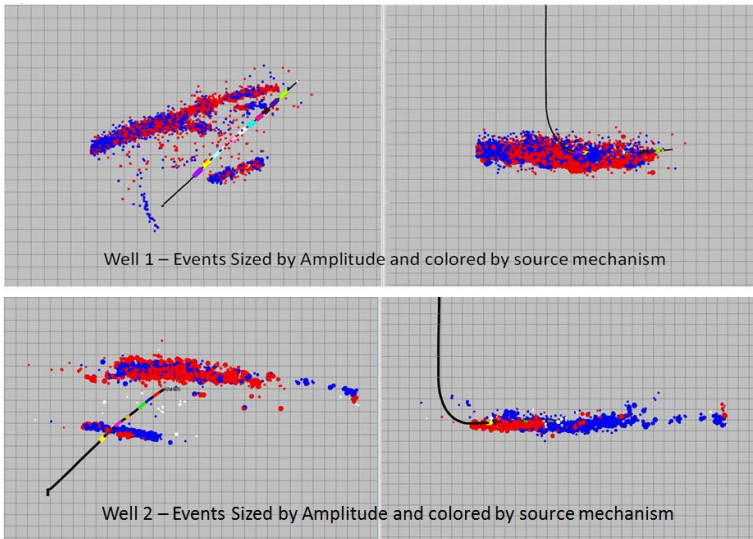 Well 1 – Events Sized by Amplitude and colored by source mechanism
Well 2 – Events Sized by Amplitude and colored by source mechanism